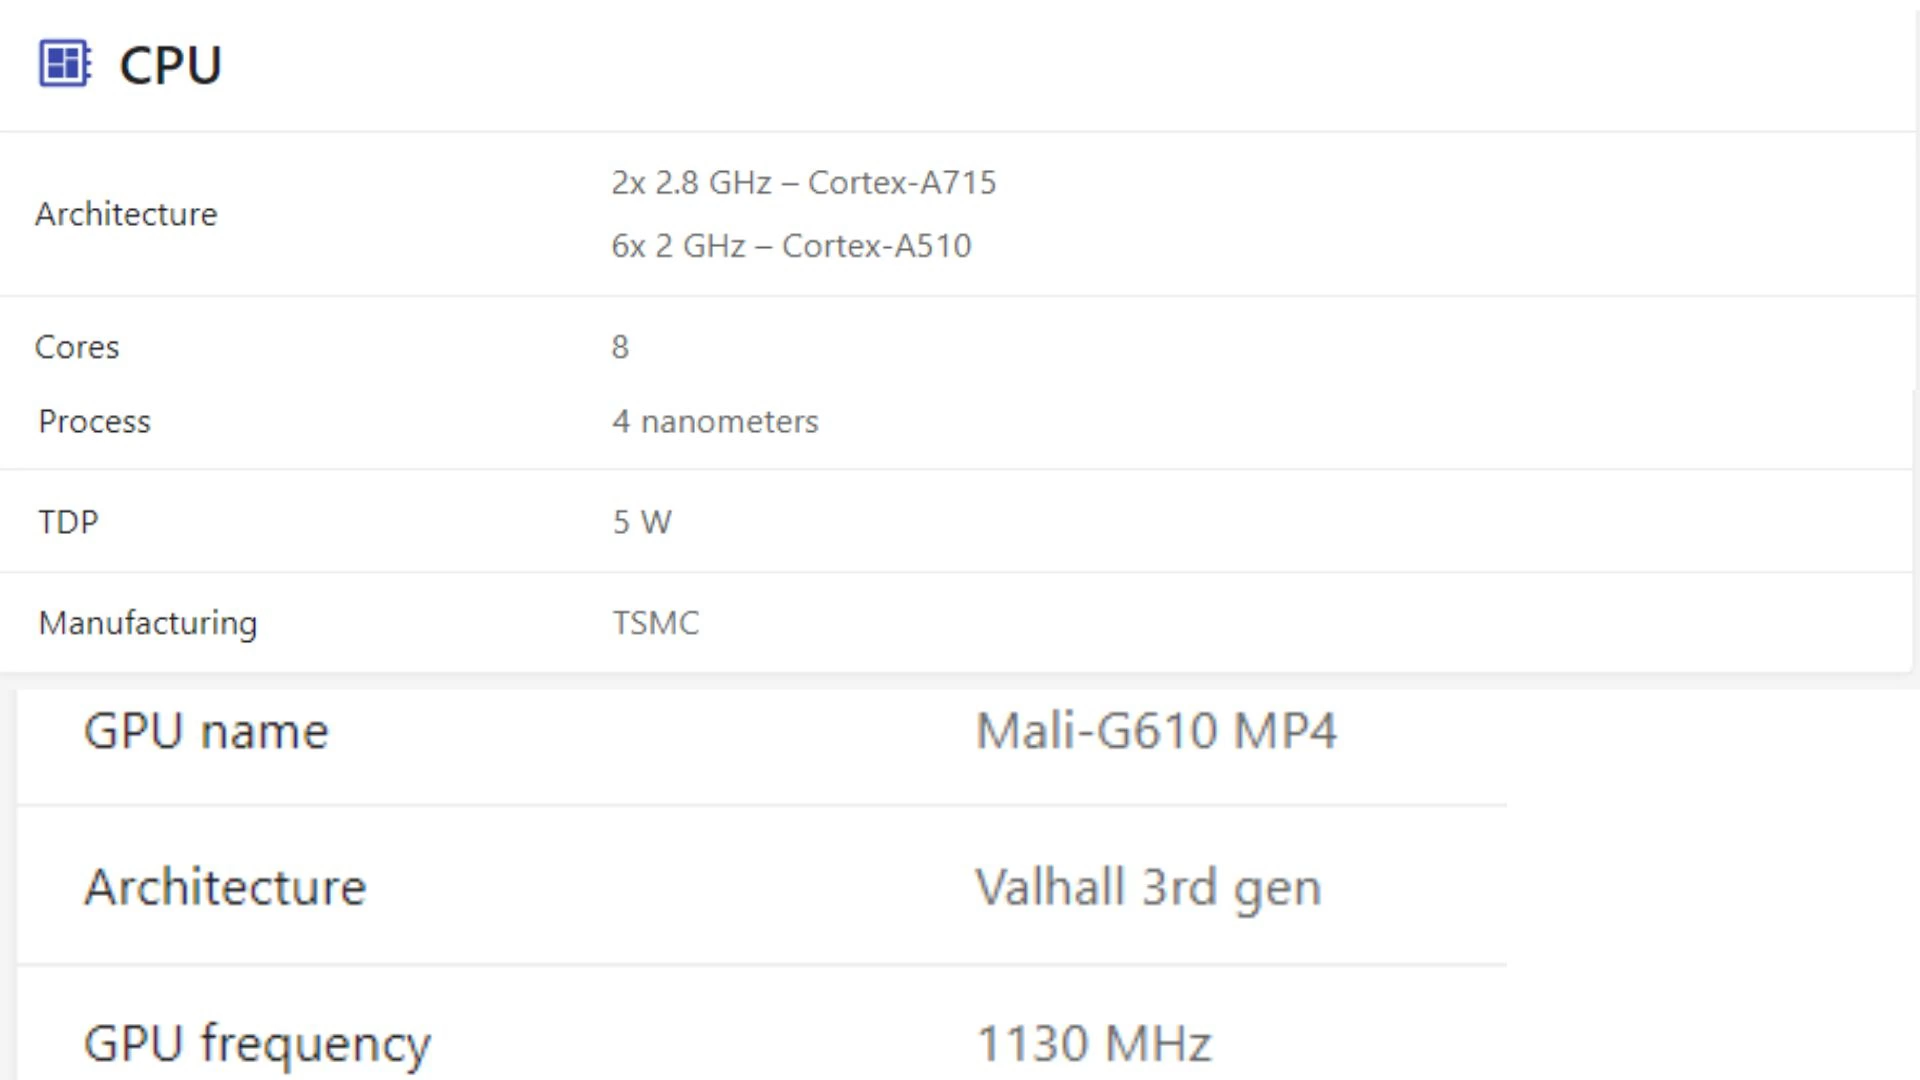 CPU
Architecture
2x 2.8 GHz – Cortex-A715
6x 2 GHz – Cortex-A510
Cores 8
Process 4 nanometers
TDP 5 W
Manufacturing TSMC
GPU name Mali-G610 MP4
Architecture Valhall 3rd gen
GPU frequency 1130 MHz